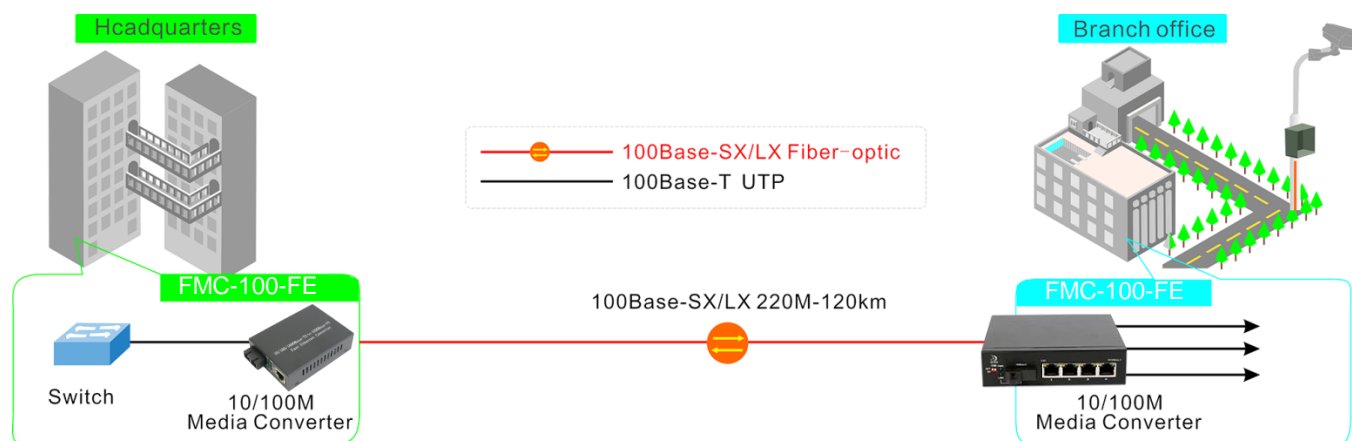 Hcadquarters
Branch office
100Base-SX/LX Fiber-optic
100Base-T UTP
FMC-100-FE
FMC-100-FE
100Base-SX/LX 220M-120km
Switch
10/100M
Media Converter
10/100M
Media Converter